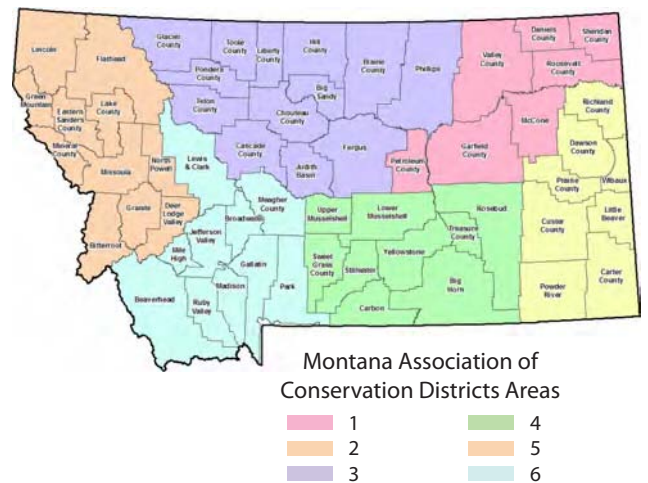 Lincoln
Flathead
Glacier
County
Toole
County
Liberty
County
Hill
County
Blaine
County
Phillips
Valley
County
Daniels
County
Sheridan
County
Roosevelt
County
Pondera
County
Teton
County
Chouteau
County
Big
Sandy
Green
Mountain
Eastern
Sanders
County
Lake
County
Mineral
County
Missoula
North
Powell
Lewis
& Clark
Cascade
County
Judith
Basin
Fergus
Petroleum
County
Garfield
County
McCone
Richland
County
Dawson
County
Prairie
County
Wibaux
Granite
Deer
Lodge
Valley
Bitterroot
Mile
High
Jefferson
Valley
Broadwater
Meagher
County
Gallatin
Park
Beaverhead
Ruby
Valley
Madison
Upper
Musselshell
Lower
Musselshell
Sweet
Grass
County
Stillwater
Yellowstone
Carbon
Treasure
County
Rosebud
Big
Horn
Custer
County
Little
Beaver
Powder
River
Carter
County
Montana Association of
Conservation Districts Areas
1
2
3
4
5
6